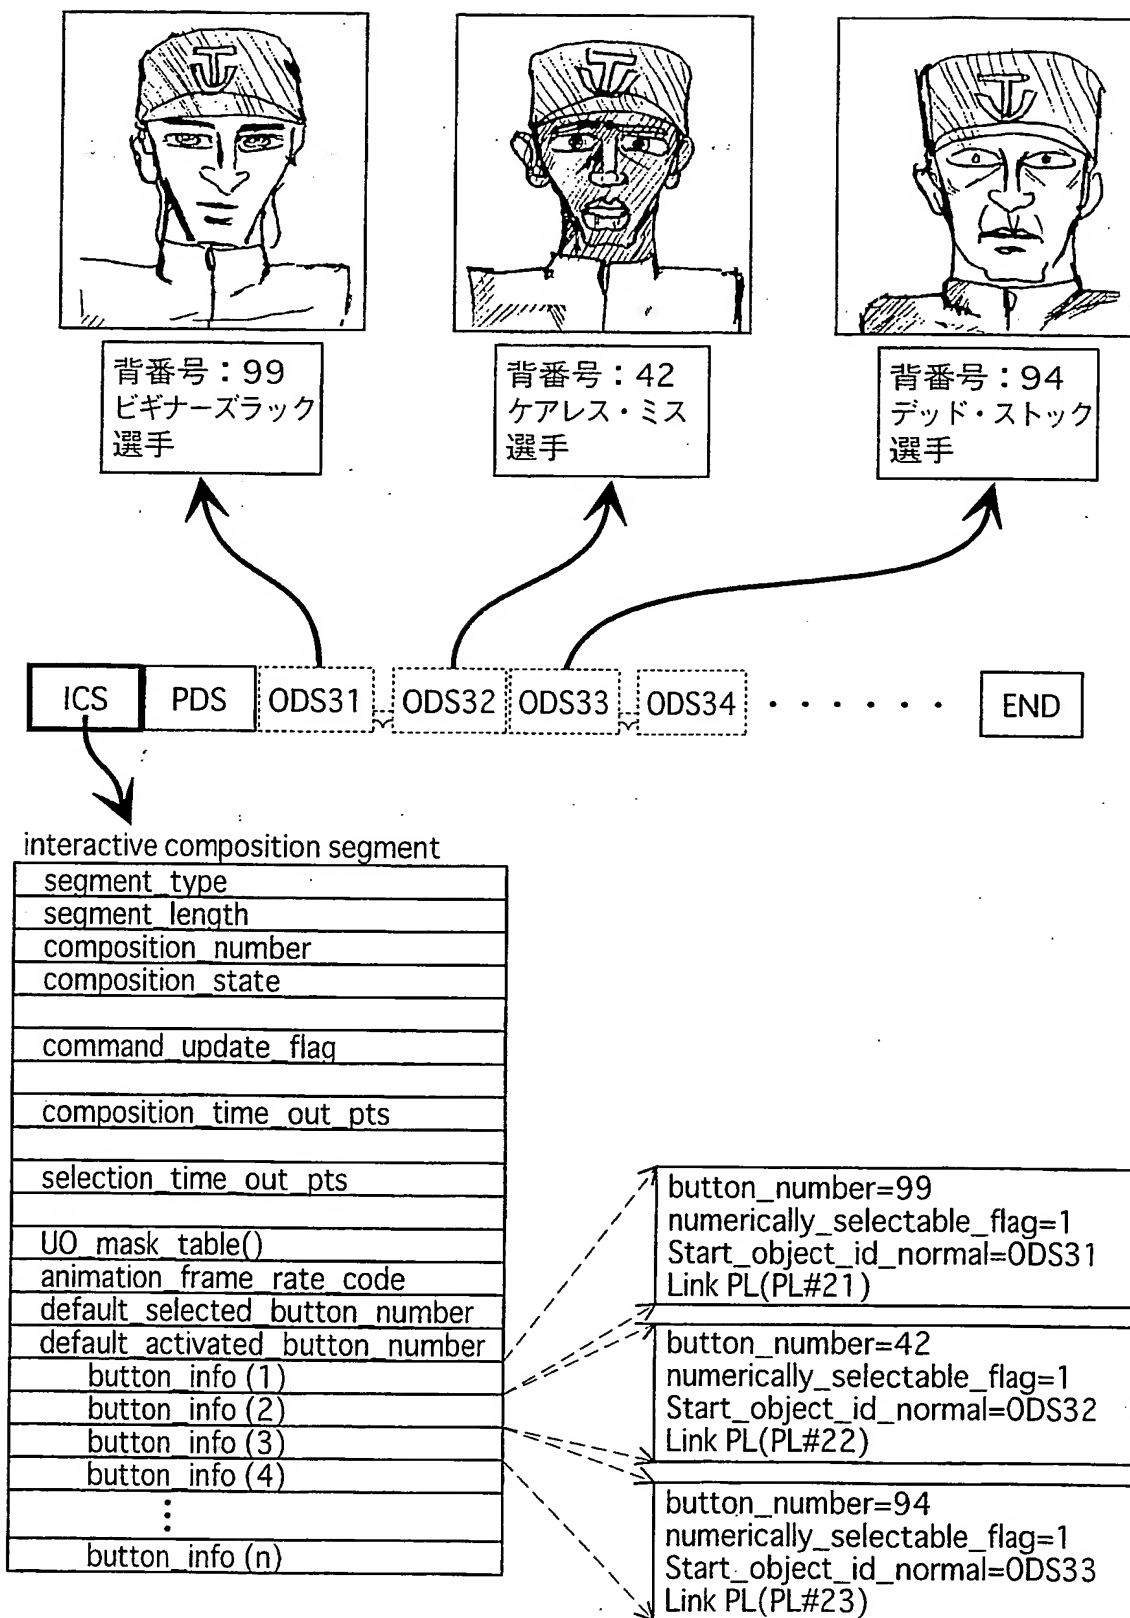 背番号：99
ビギナーズラック
選手
背番号：42
ケアレス・ミス
選手
背番号：94
デッド・ストック
選手
ICS
PDS
ODS31
ODS32
ODS33
ODS34
・・・・・・・
END
interactive composition segment
segment_type
segment_length
composition_number
composition_state
command_update_flag
composition_time_out_pts
selection_time_out_pts
UO_mask_table()
animation_frame_rate_code
default_selected_button_number
default_activated_button_number
button_info (1)
button_info (2)
button_info (3)
button_info (4)
button_info (n)
button_number=99
numerically_selectable_flag=1
Start_object_id_normal=ODS31
Link PL(PL#21)
button_number=42
numerically_selectable_flag=1
Start_object_id_normal=ODS32
Link PL(PL#22)
button_number=94
numerically_selectable_flag=1
Start_object_id_normal=ODS33
Link PL(PL#23)